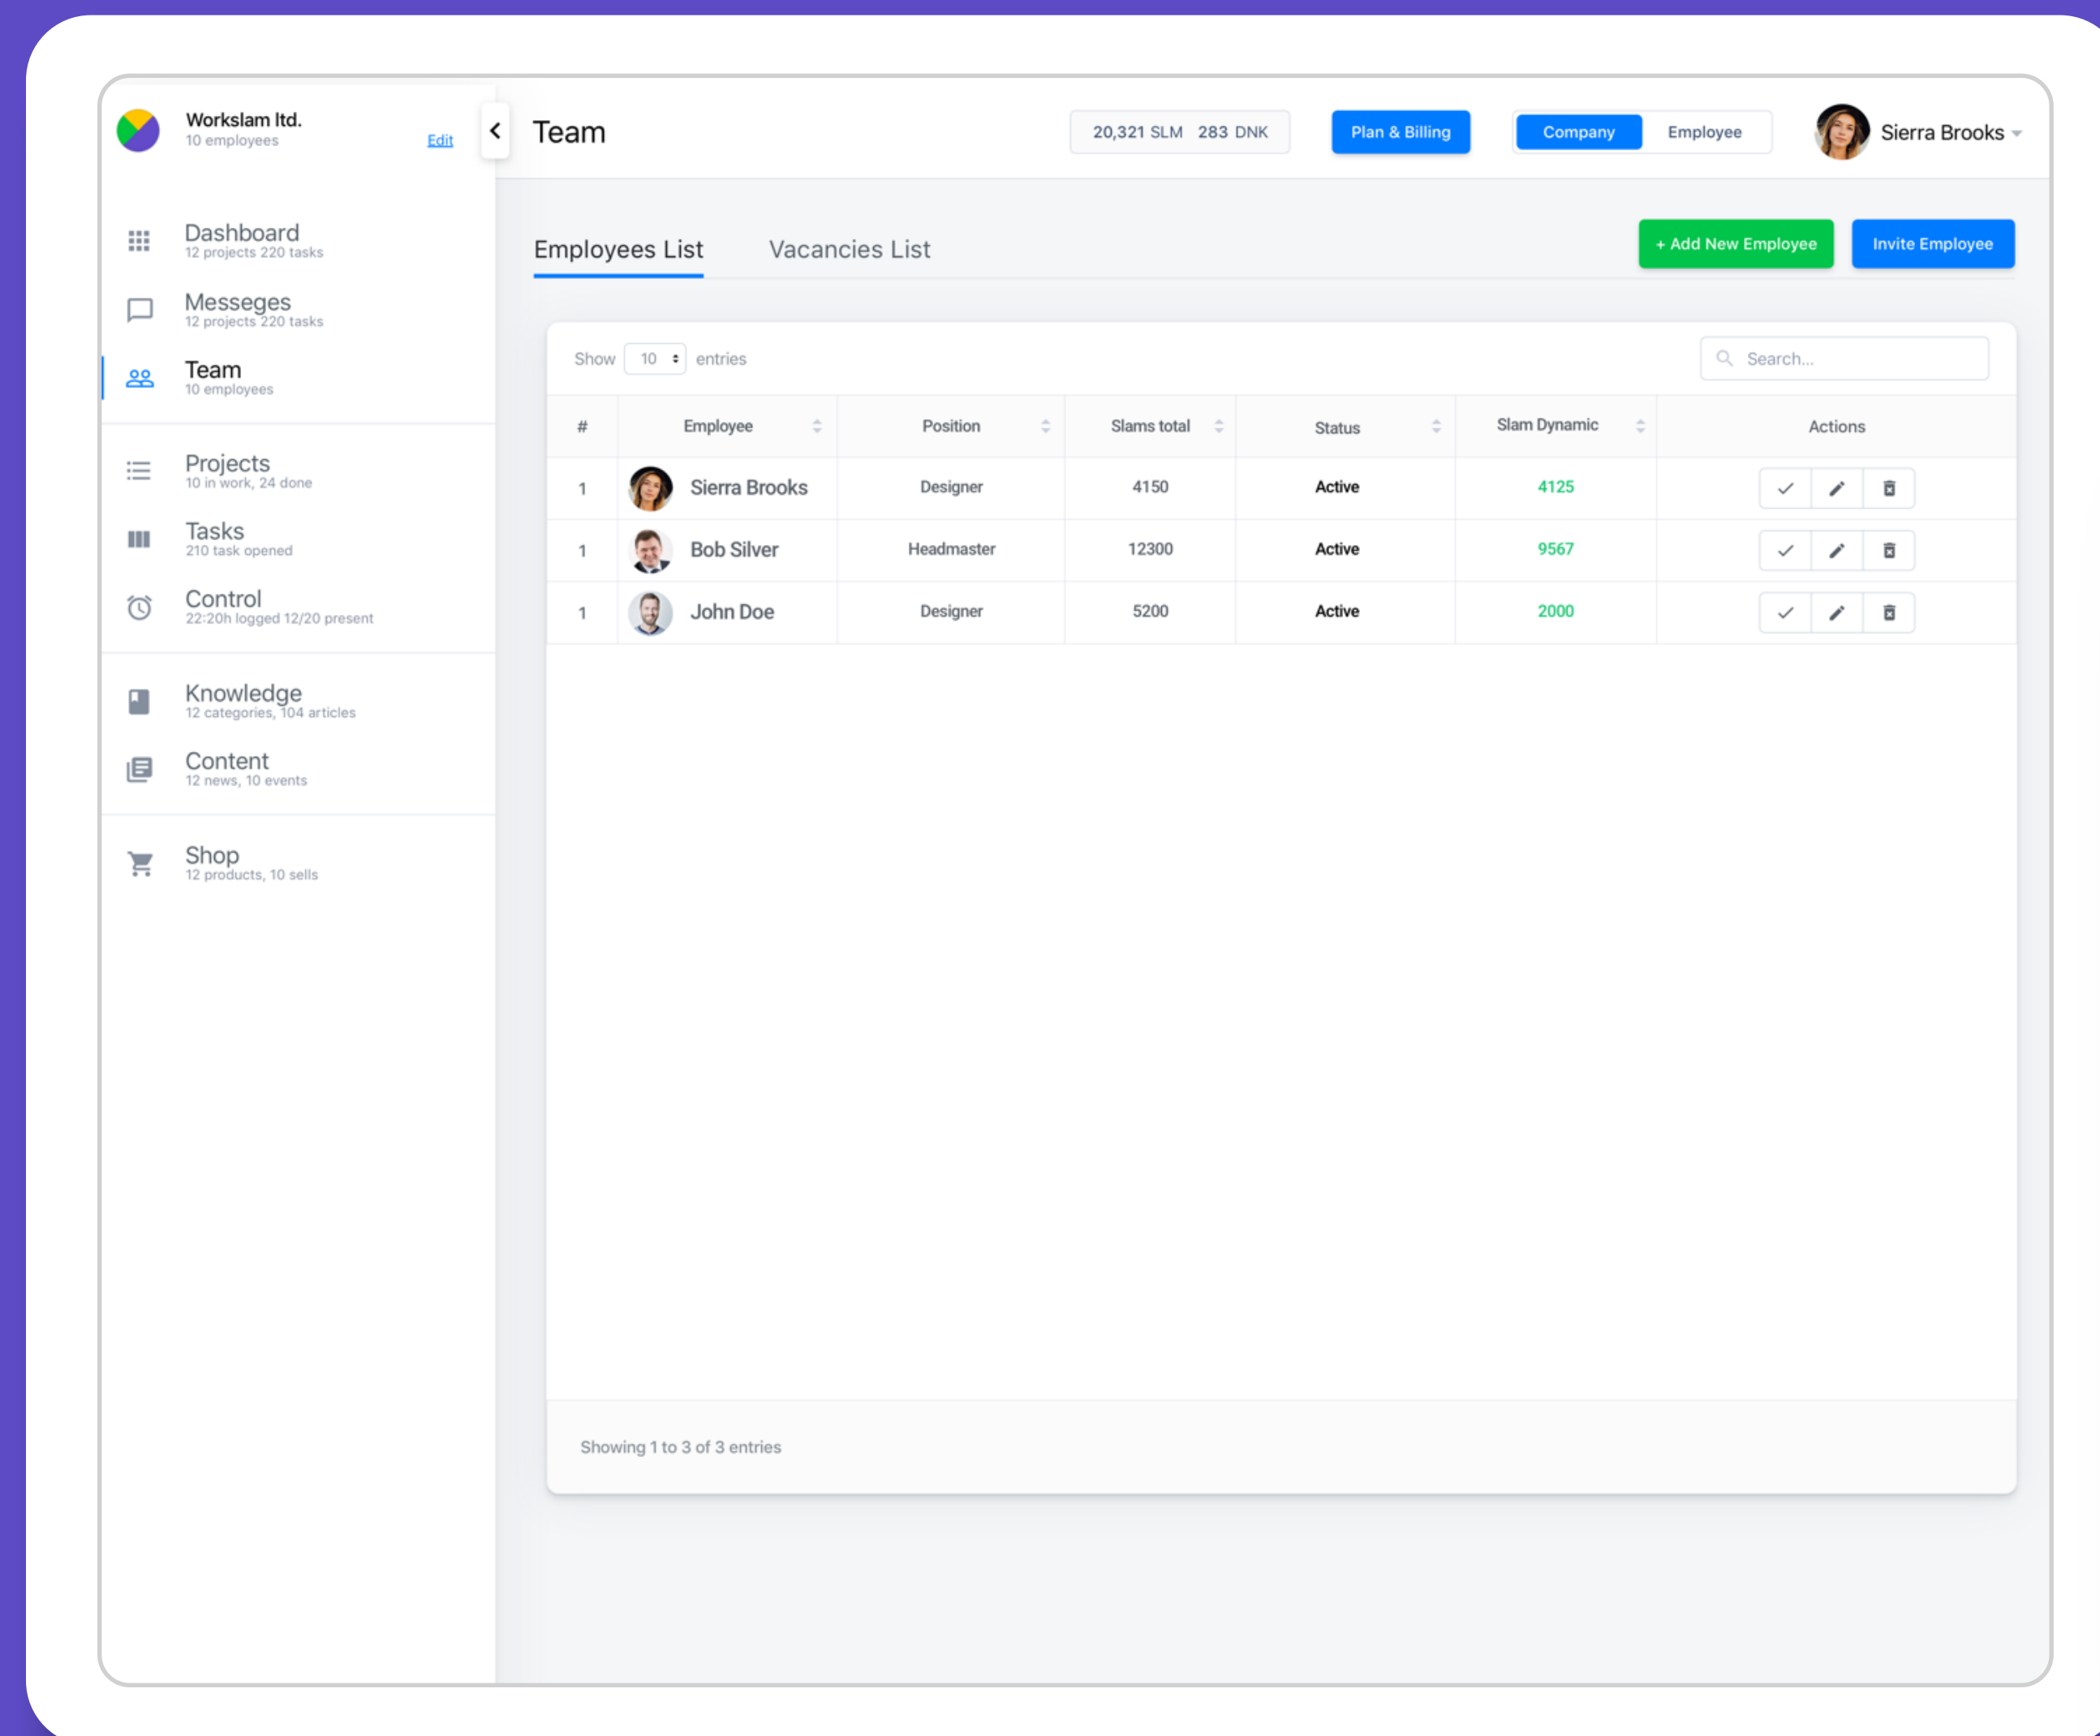 Workslam ltd.
10 employees
Edit
Team
20,321 SLM 283 DNK
Plan & Billing
Company
Employee
Sierra Brooks
Dashboard
12 projects 220 tasks
Messeges
12 projects 220 tasks
Team
10 employees
Projects
10 in work, 24 done
Tasks
210 task opened
Control
22:20h logged 12/20 present
Knowledge
12 categories, 104 articles
Content
12 news, 10 events
Shop
12 products, 10 sells
Employees List
Vacancies List
+ Add New Employee
Invite Employee
Show 10 entries
Search...
# Employee Position Slams total Status Slam Dynamic Actions
1 Sierra Brooks Designer 4150 Active 4125
1 Bob Silver Headmaster 12300 Active 9567
1 John Doe Designer 5200 Active 2000
Showing 1 to 3 of 3 entries